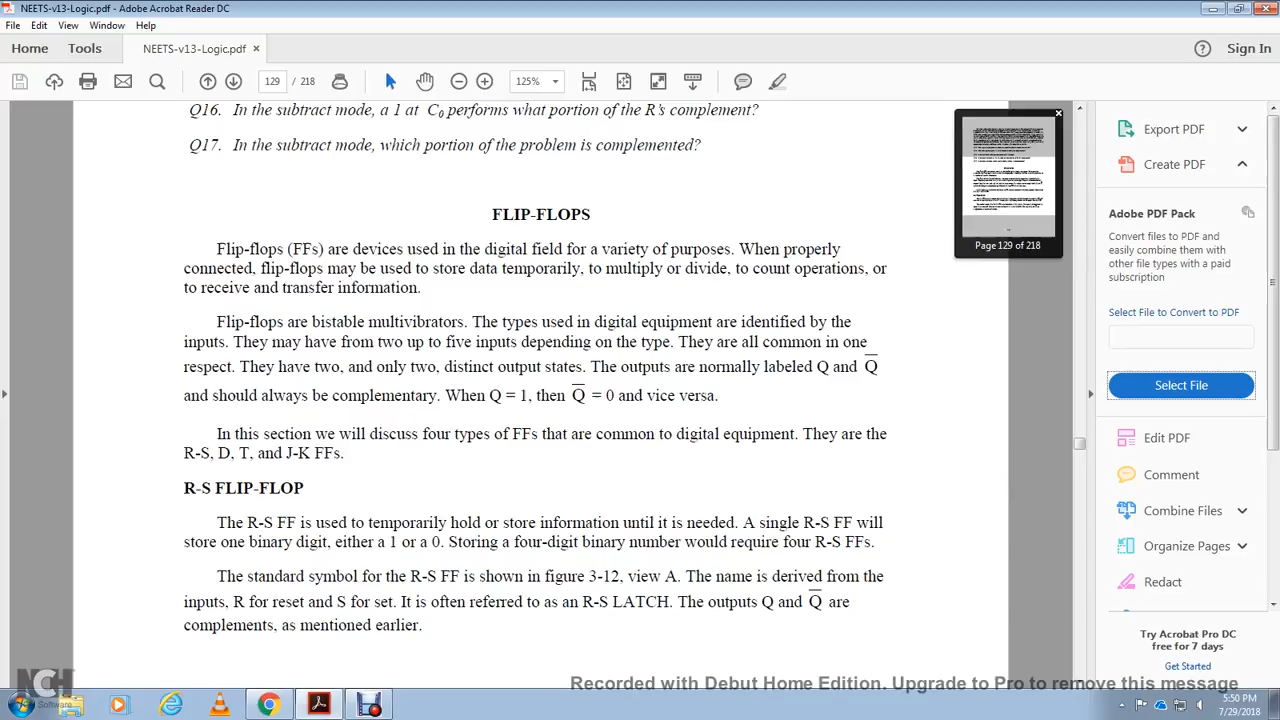 NEETS-v13-Logic.pdf - Adobe Acrobat Reader DC
File Edit View Window Help
Home Tools NEETS-v13-Logic.pdf × Sign In
129 / 218 125%
Q16. In the subtract mode, a 1 at C₀ performs what portion of the R's complement?
Q17. In the subtract mode, which portion of the problem is complemented?
FLIP-FLOPS
Flip-flops (FFs) are devices used in the digital field for a variety of purposes. When properly
connected, flip-flops may be used to store data temporarily, to multiply or divide, to count operations, or
to receive and transfer information.
Flip-flops are bistable multivibrators. The types used in digital equipment are identified by the
inputs. They may have from two up to five inputs depending on the type. They are all common in one
respect. They have two, and only two, distinct output states. The outputs are normally labeled Q and Q̅
and should always be complementary. When Q = 1, then Q̅ = 0 and vice versa.
In this section we will discuss four types of FFs that are common to digital equipment. They are the
R-S, D, T, and J-K FFs.
R-S FLIP-FLOP
The R-S FF is used to temporarily hold or store information until it is needed. A single R-S FF will
store one binary digit, either a 1 or a 0. Storing a four-digit binary number would require four R-S FFs.
The standard symbol for the R-S FF is shown in figure 3-12, view A. The name is derived from the
inputs, R for reset and S for set. It is often referred to as an R-S LATCH. The outputs Q and Q̅ are
complements, as mentioned earlier.
Page 129 of 218
Export PDF
Create PDF
Adobe PDF Pack
Convert files to PDF and
easily combine them with
other file types with a paid
subscription
Select File to Convert to PDF
Select File
Edit PDF
Comment
Combine Files
Organize Pages
Redact
Try Acrobat Pro DC
free for 7 days
Get Started
NCH
Software
Recorded with Debut Home Edition. Upgrade to Pro to remove this message
5:50 PM
7/29/2018